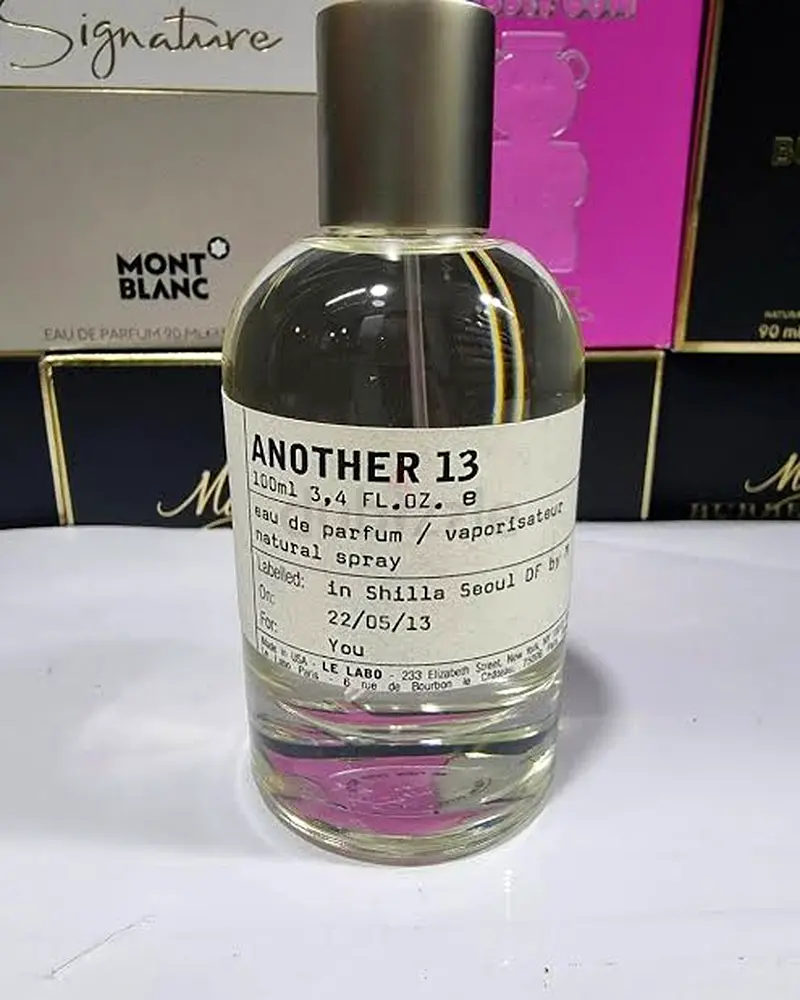 Signature
MONT
BLANC
EAU DE PARFUM 90 ML
90 ml
ANOTHER 13
100ml 3,4 FL.OZ. e
eau de parfum / vaporisateur
natural spray
Labelled: in Shilla Seoul DF by M
On: 22/05/13
For: You
Made in USA - LE LABO - 233 Elizabeth Street, New York, NY
Le Labo Paris - 6 rue de Bourbon le Château,